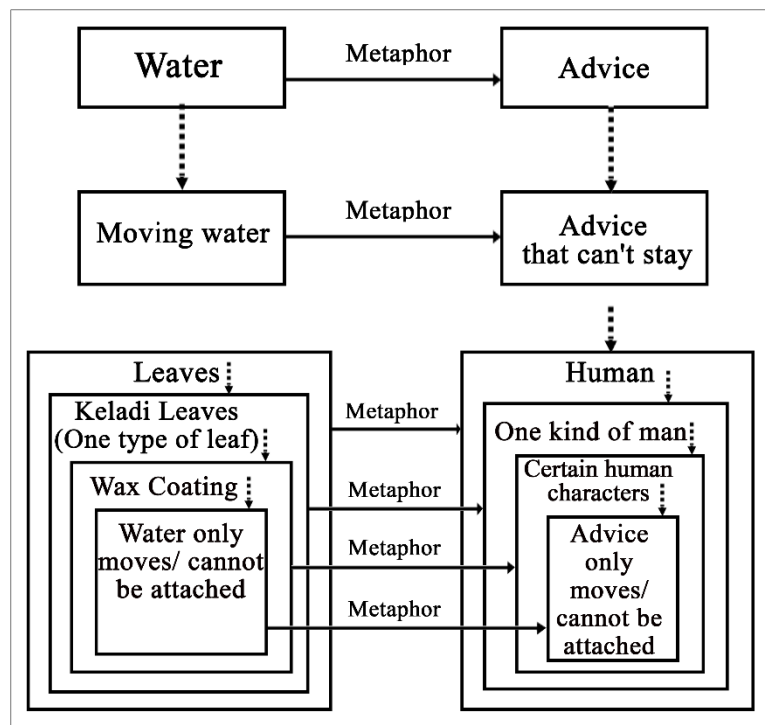 Water
Metaphor
Advice
Moving water
Metaphor
Advice
that can't stay
Leaves
Keladi Leaves
(One type of leaf)
Wax Coating
Water only
moves/ cannot
be attached
Metaphor
Metaphor
Metaphor
Metaphor
Human
One kind of man
Certain human
characters
Advice
only
moves/
cannot be
attached